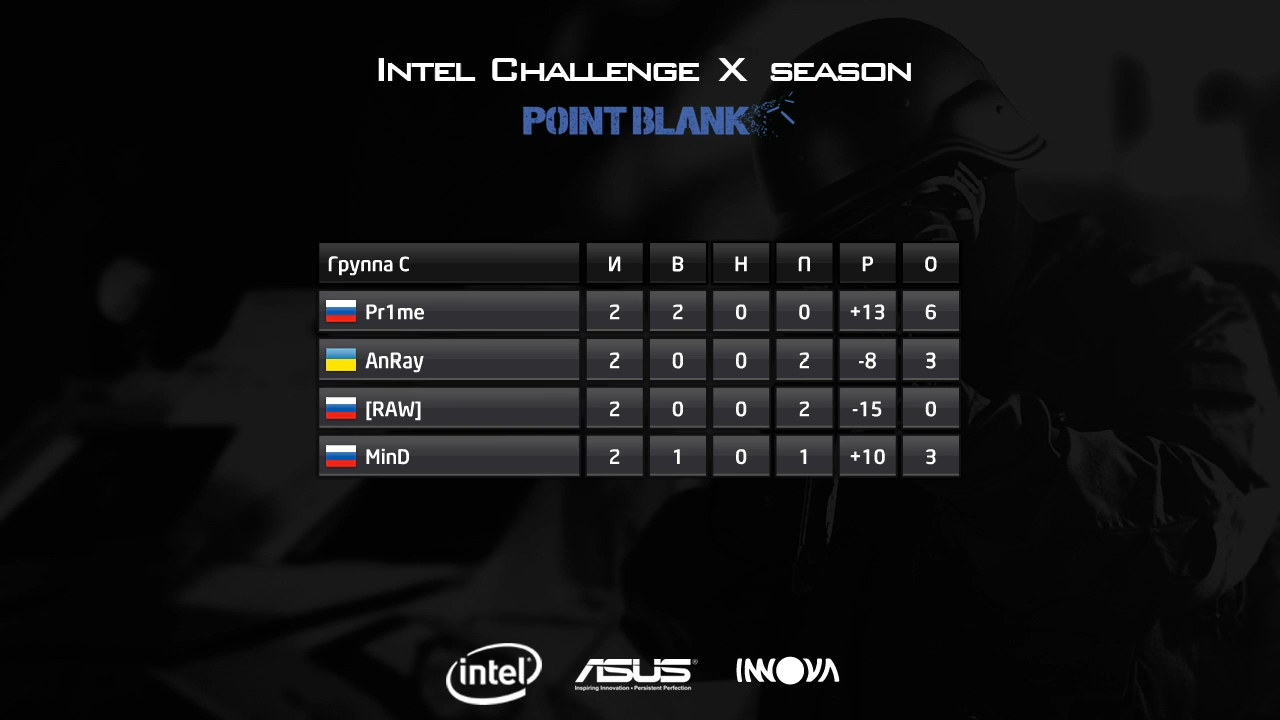 Intel Challenge X season
POINT BLANK
Группа C И В Н П Р О
Pr1me 2 2 0 0 +13 6
AnRay 2 0 0 2 -8 3
[RAW] 2 0 0 2 -15 0
MinD 2 1 0 1 +10 3
intel ASUS INNOVA
Inspiring Innovation • Persistent Perfection